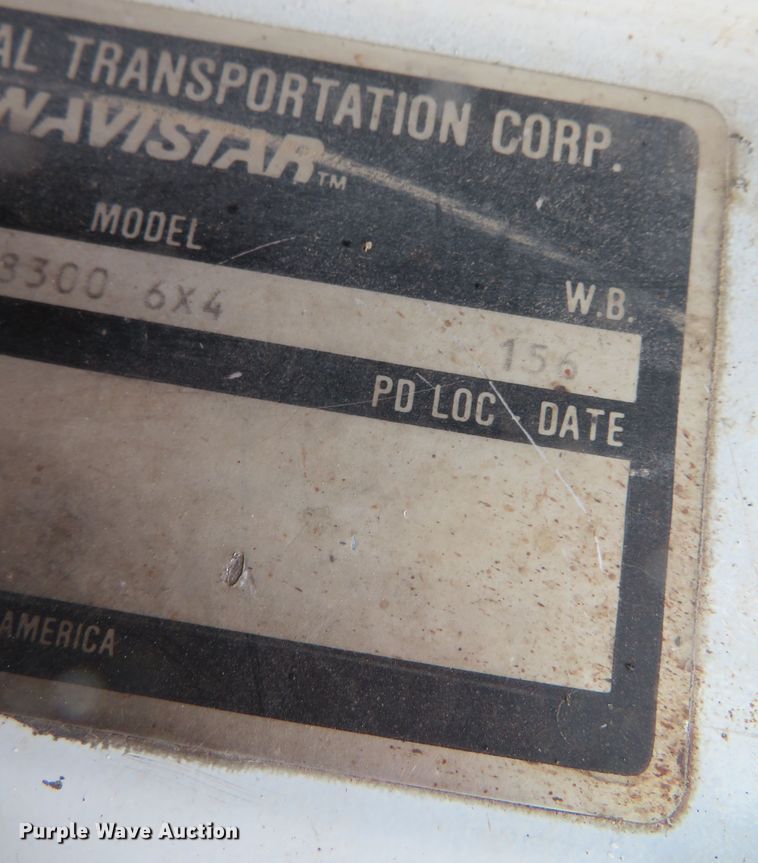 AL TRANSPORTATION CORP.
NAVISTAR™
MODEL
W.B.
3300 6X4
156
PD LOC - DATE
AMERICA
Purple Wave Auction